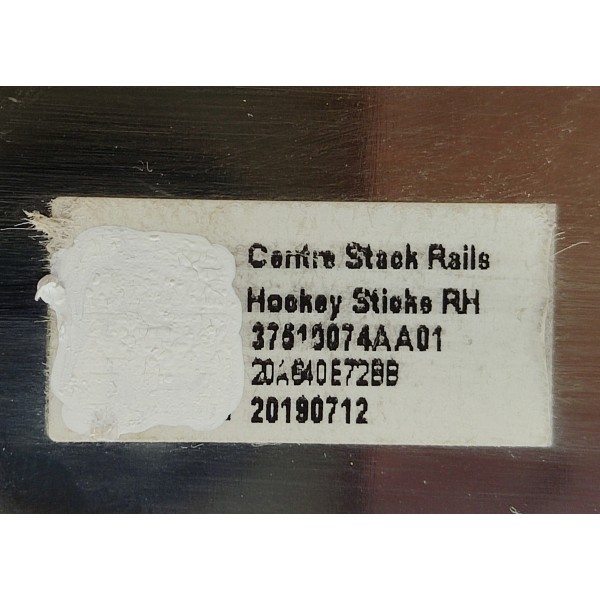 Centre Stack Rails
Hockey Sticks RH
37610074AA01
20A640E72BB
20190712